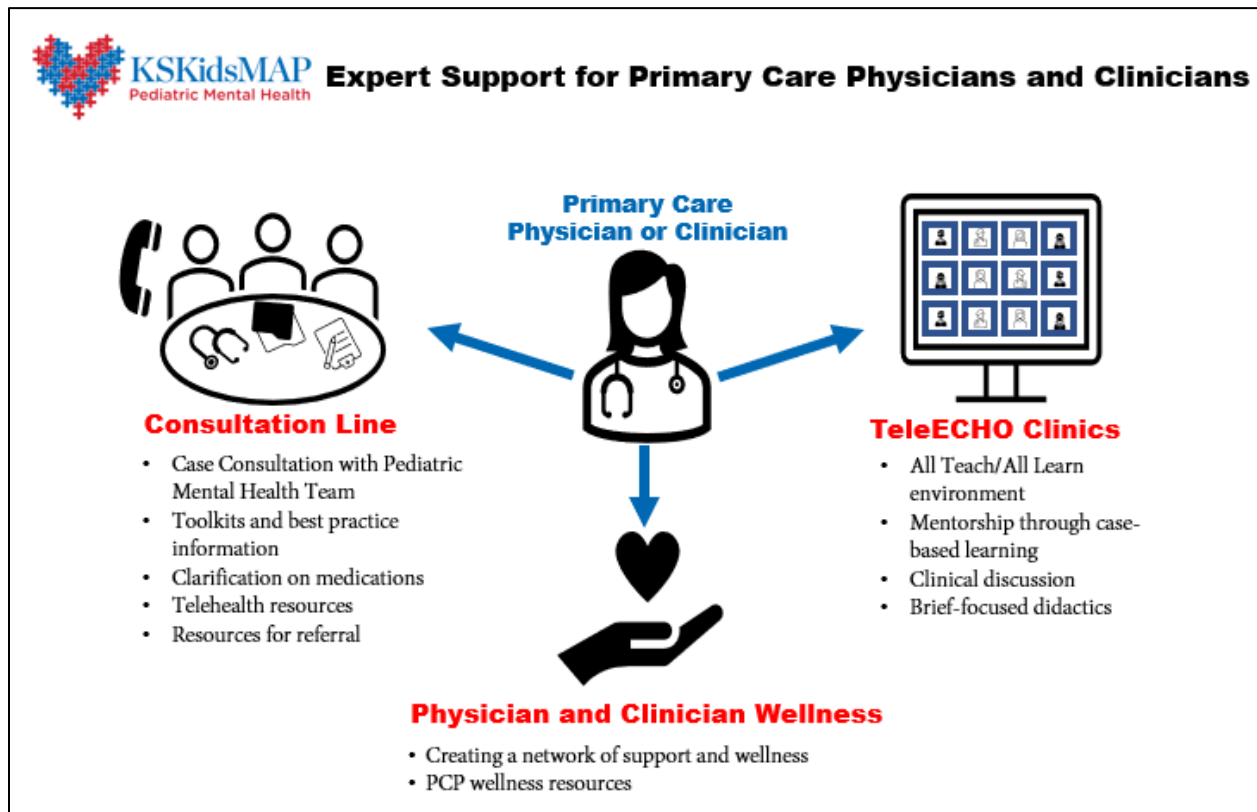 KSKidsMAP
Pediatric Mental Health
Expert Support for Primary Care Physicians and Clinicians
Primary Care
Physician or Clinician
Consultation Line
• Case Consultation with Pediatric
Mental Health Team
• Toolkits and best practice
information
• Clarification on medications
• Telehealth resources
• Resources for referral
TeleECHO Clinics
• All Teach/All Learn
environment
• Mentorship through case-
based learning
• Clinical discussion
• Brief-focused didactics
Physician and Clinician Wellness
• Creating a network of support and wellness
• PCP wellness resources